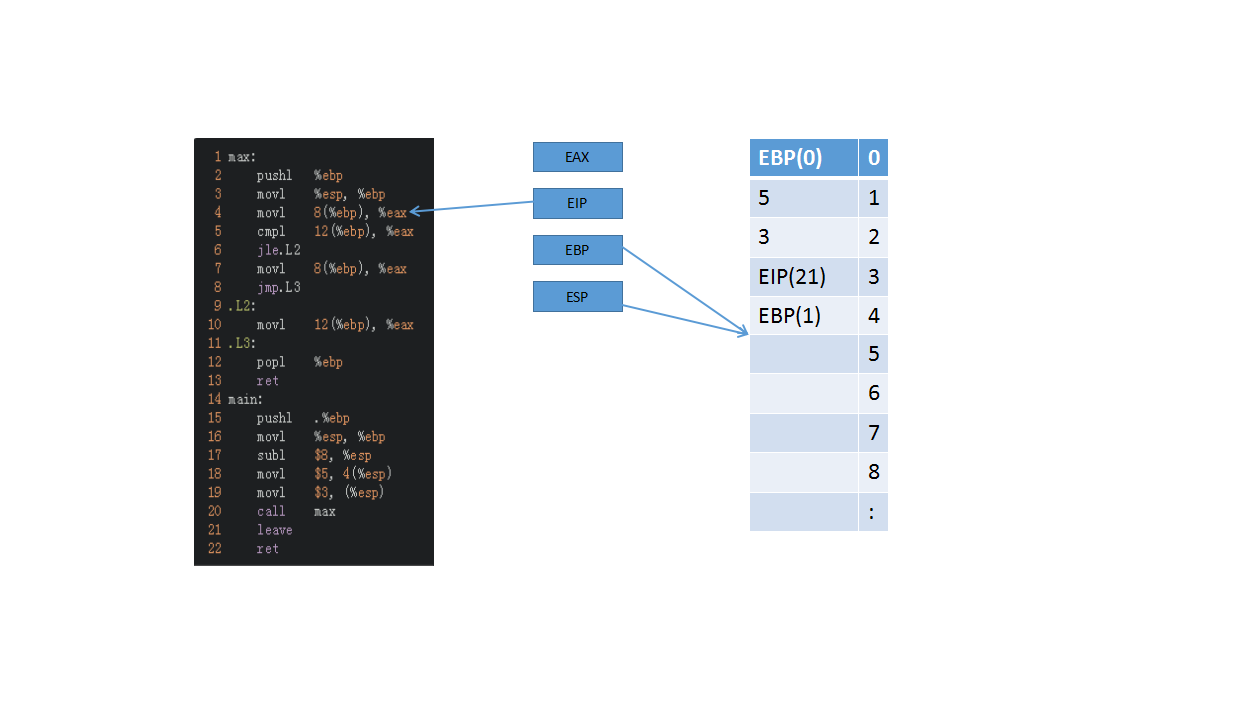 1 max:
2 pushl %ebp
3 movl %esp, %ebp
4 movl 8(%ebp), %eax
5 cmpl 12(%ebp), %eax
6 jle.L2
7 movl 8(%ebp), %eax
8 jmp.L3
9 .L2:
10 movl 12(%ebp), %eax
11 .L3:
12 popl %ebp
13 ret
14 main:
15 pushl .%ebp
16 movl %esp, %ebp
17 subl $8, %esp
18 movl $5, 4(%esp)
19 movl $3, (%esp)
20 call max
21 leave
22 ret
EAX
EIP
EBP
ESP
EBP(0) 0
5 1
3 2
EIP(21) 3
EBP(1) 4
5
6
7
8
: